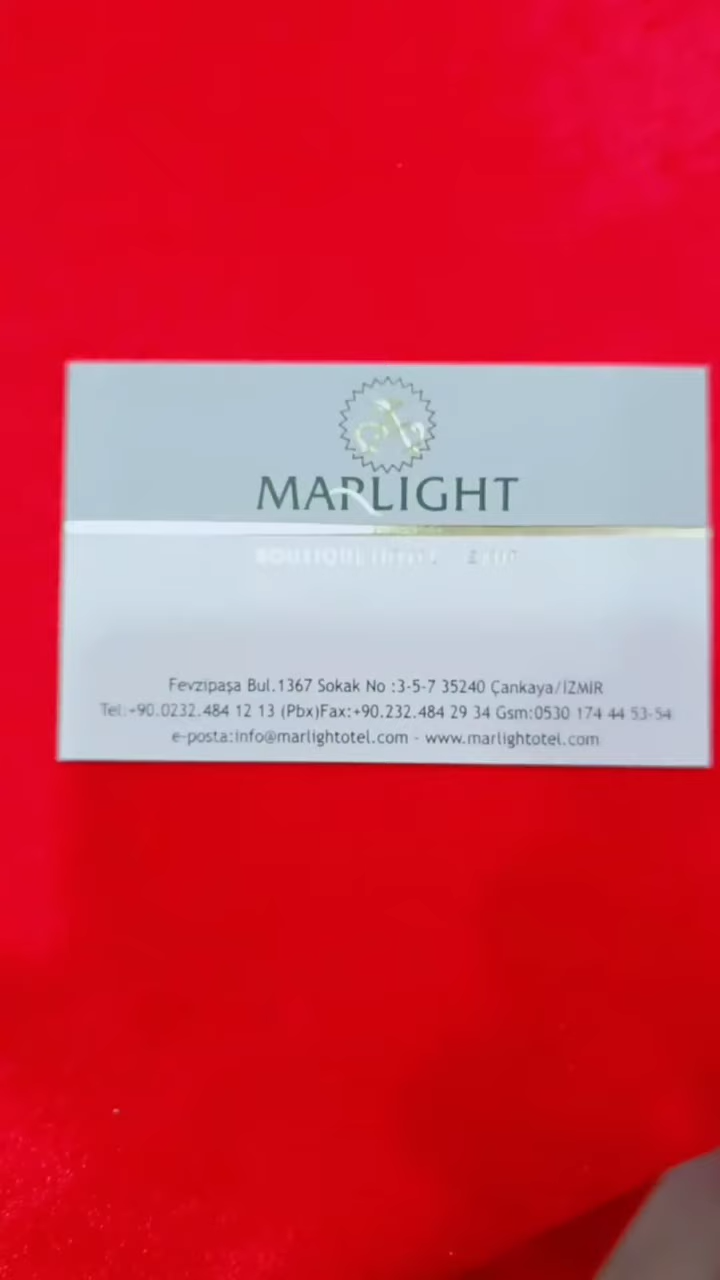 MARLIGHT
BOUTIQUE
Fevzipaşa Bul.1367 Sokak No :3-5-7 35240 Çankaya/İZMİR
Tel:+90.0232.484 12 13 (Pbx)Fax:+90.232.484 29 34 Gsm:0530 174 44 53-54
e-posta:info@marlightotel.com - www.marlightotel.com